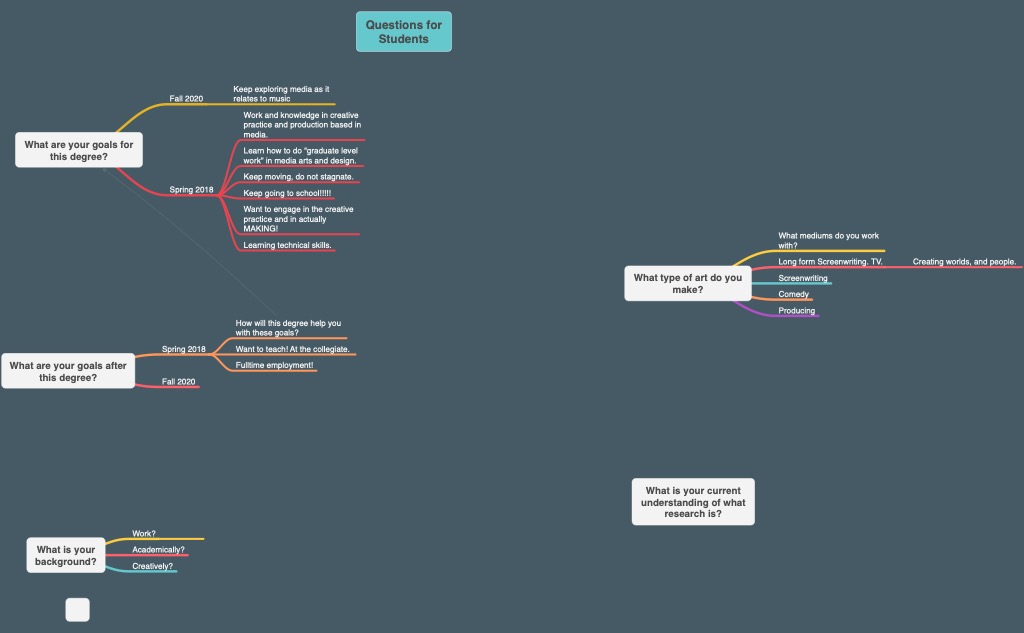 Questions for
Students
What are your goals for
this degree?
Fall 2020
Keep exploring media as it
relates to music
Spring 2018
Work and knowledge in creative
practice and production based in
media.
Learn how to do "graduate level
work" in media arts and design.
Keep moving, do not stagnate.
Keep going to school!!!!!
Want to engage in the creative
practice and in actually
MAKING!
Learning technical skills.
What are your goals after
this degree?
Spring 2018
How will this degree help you
with these goals?
Want to teach! At the collegiate.
Fulltime employment!
Fall 2020
What is your
background?
Work?
Academically?
Creatively?
What type of art do you
make?
What mediums do you work
with?
Long form Screenwriting. TV.
Creating worlds, and people.
Screenwriting
Comedy
Producing
What is your current
understanding of what
research is?